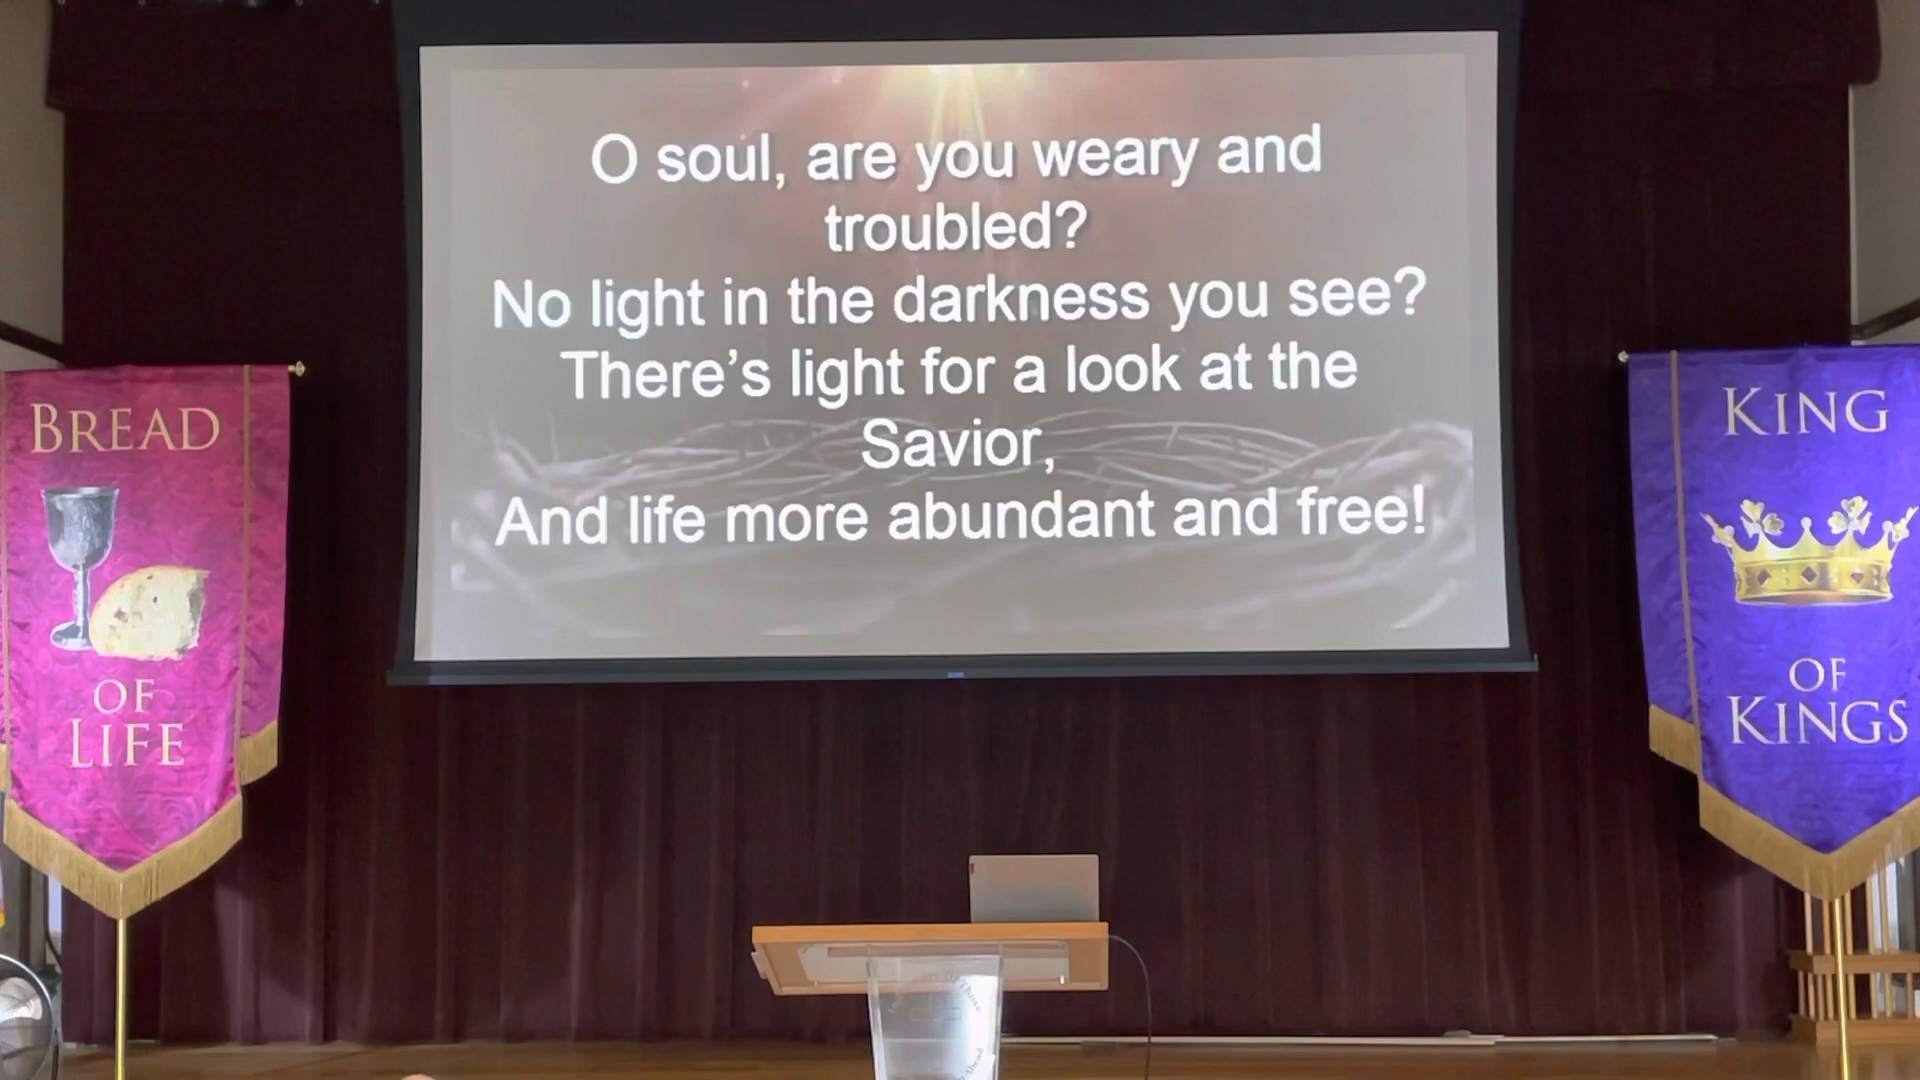 O soul, are you weary and
troubled?
No light in the darkness you see?
There's light for a look at the
Savior,
And life more abundant and free!
BREAD
OF
LIFE
KING
OF
KINGS